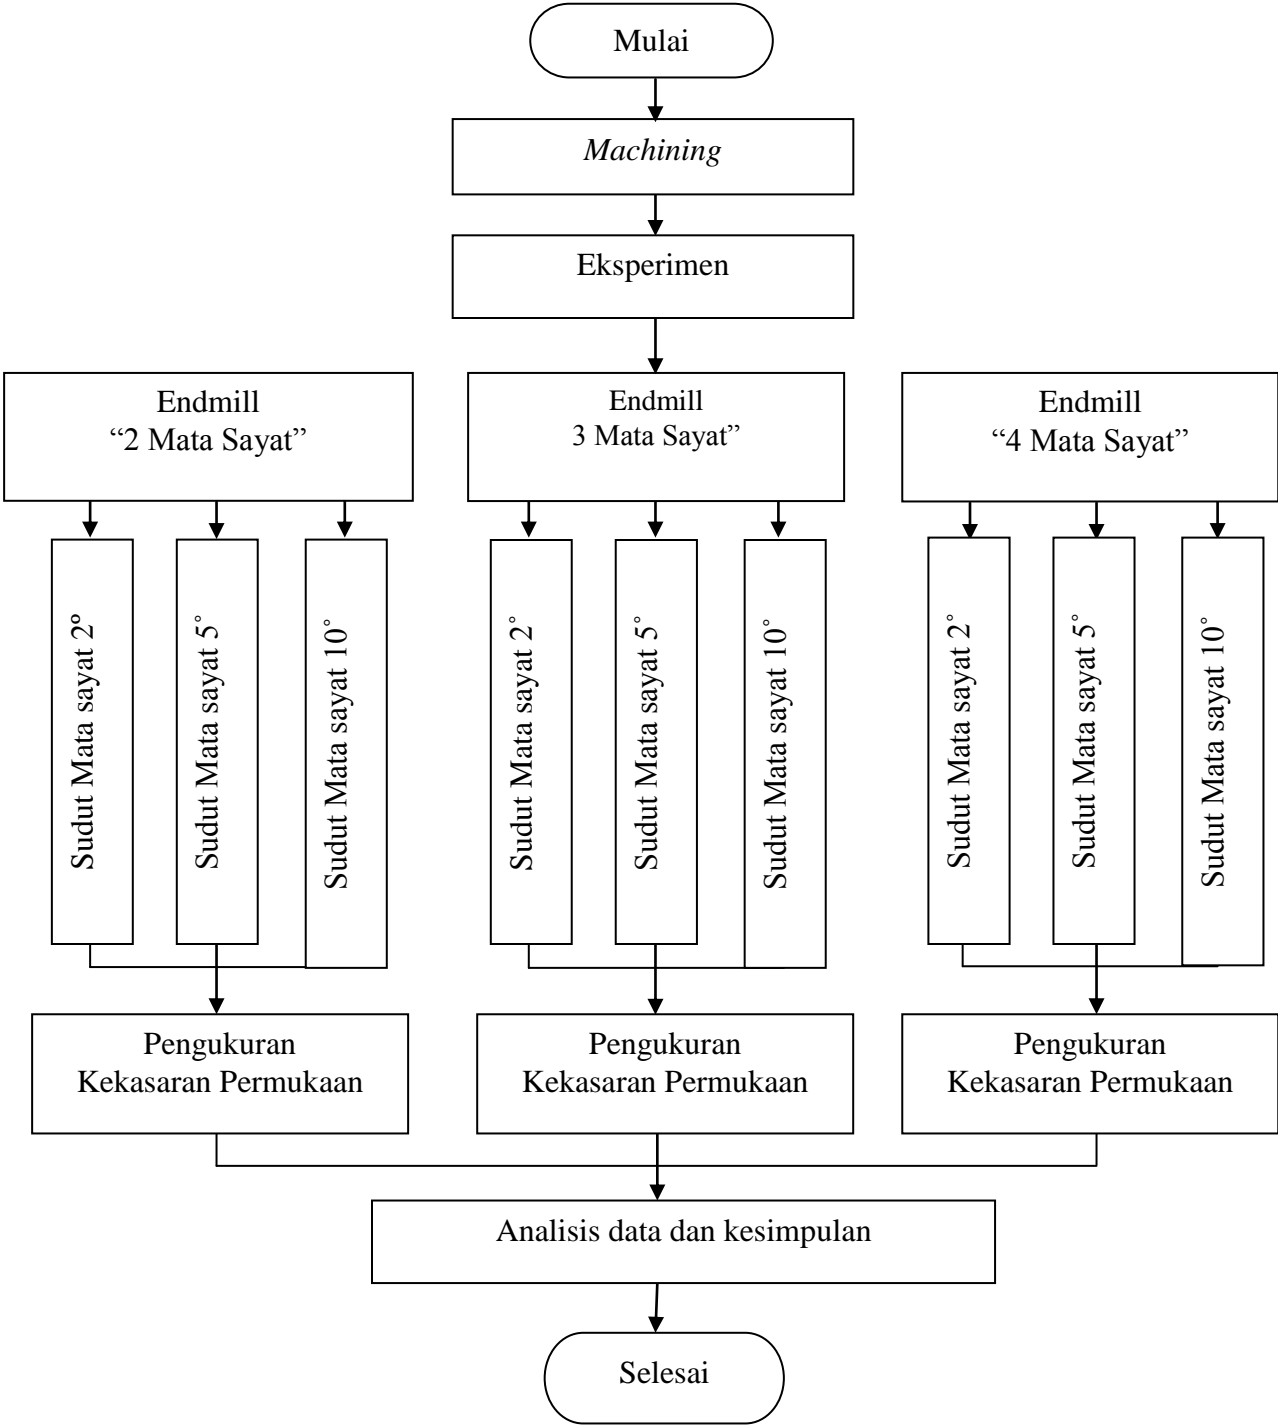 Mulai
Machining
Eksperimen
Endmill
“2 Mata Sayat”
Endmill
3 Mata Sayat”
Endmill
“4 Mata Sayat”
Sudut Mata sayat 2º
Sudut Mata sayat 5˚
Sudut Mata sayat 10˚
Sudut Mata sayat 2˚
Sudut Mata sayat 5˚
Sudut Mata sayat 10˚
Sudut Mata sayat 2˚
Sudut Mata sayat 5˚
Sudut Mata sayat 10˚
Pengukuran
Kekasaran Permukaan
Pengukuran
Kekasaran Permukaan
Pengukuran
Kekasaran Permukaan
Analisis data dan kesimpulan
Selesai